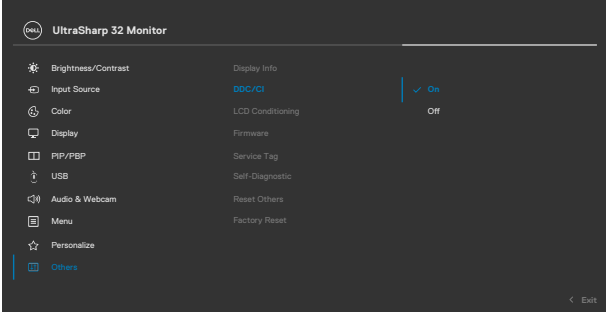 DELL UltraSharp 32 Monitor
Brightness/Contrast Display Info
Input Source DDC/CI On
Color LCD Conditioning Off
Display Firmware
PIP/PBP Service Tag
USB Self-Diagnostic
Audio & Webcam Reset Others
Menu Factory Reset
Personalize
Others
Exit